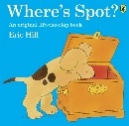 Where's Spot?
An original lift-the-flap book
Eric Hill